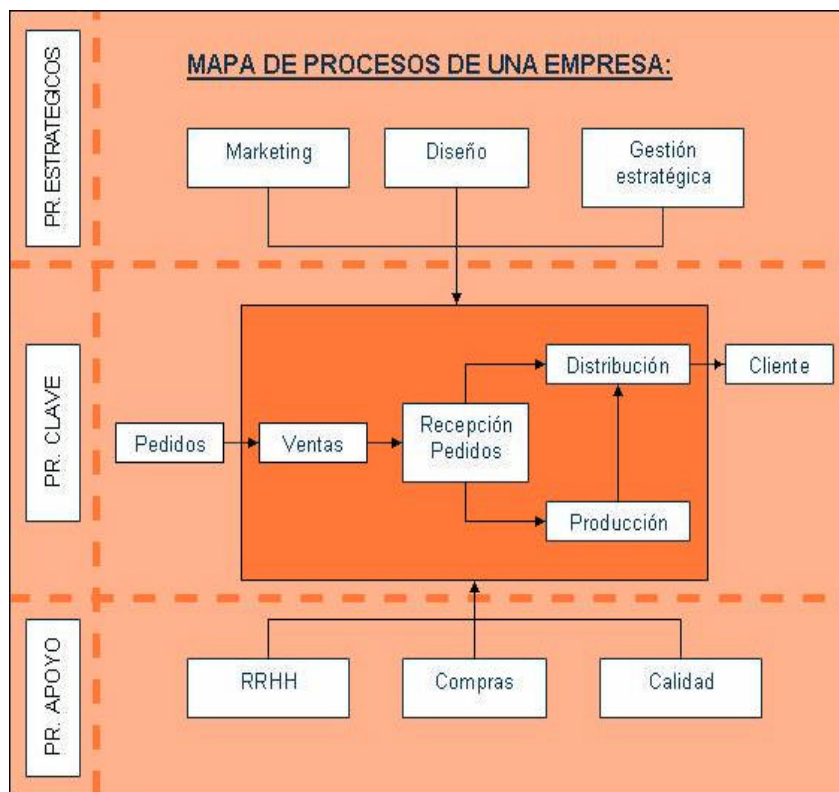 MAPA DE PROCESOS DE UNA EMPRESA:
PR. ESTRATEGICOS
Marketing
Diseño
Gestión
estratégica
PR. CLAVE
Pedidos
Ventas
Recepción
Pedidos
Distribución
Cliente
Producción
PR. APOYO
RRHH
Compras
Calidad